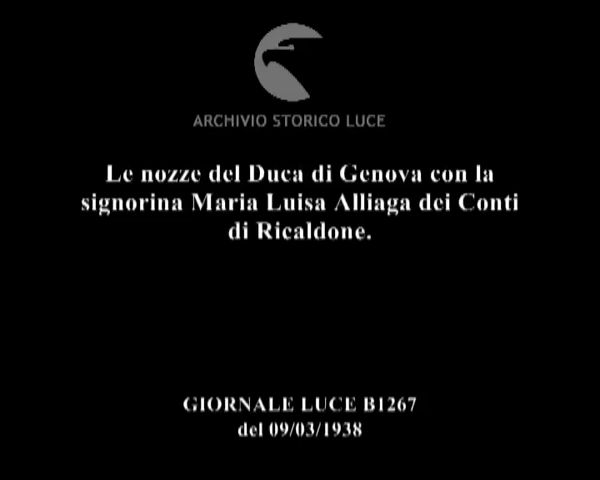 ARCHIVIO STORICO LUCE
Le nozze del Duca di Genova con la
signorina Maria Luisa Alliaga dei Conti
di Ricaldone.
GIORNALE LUCE B1267
del 09/03/1938